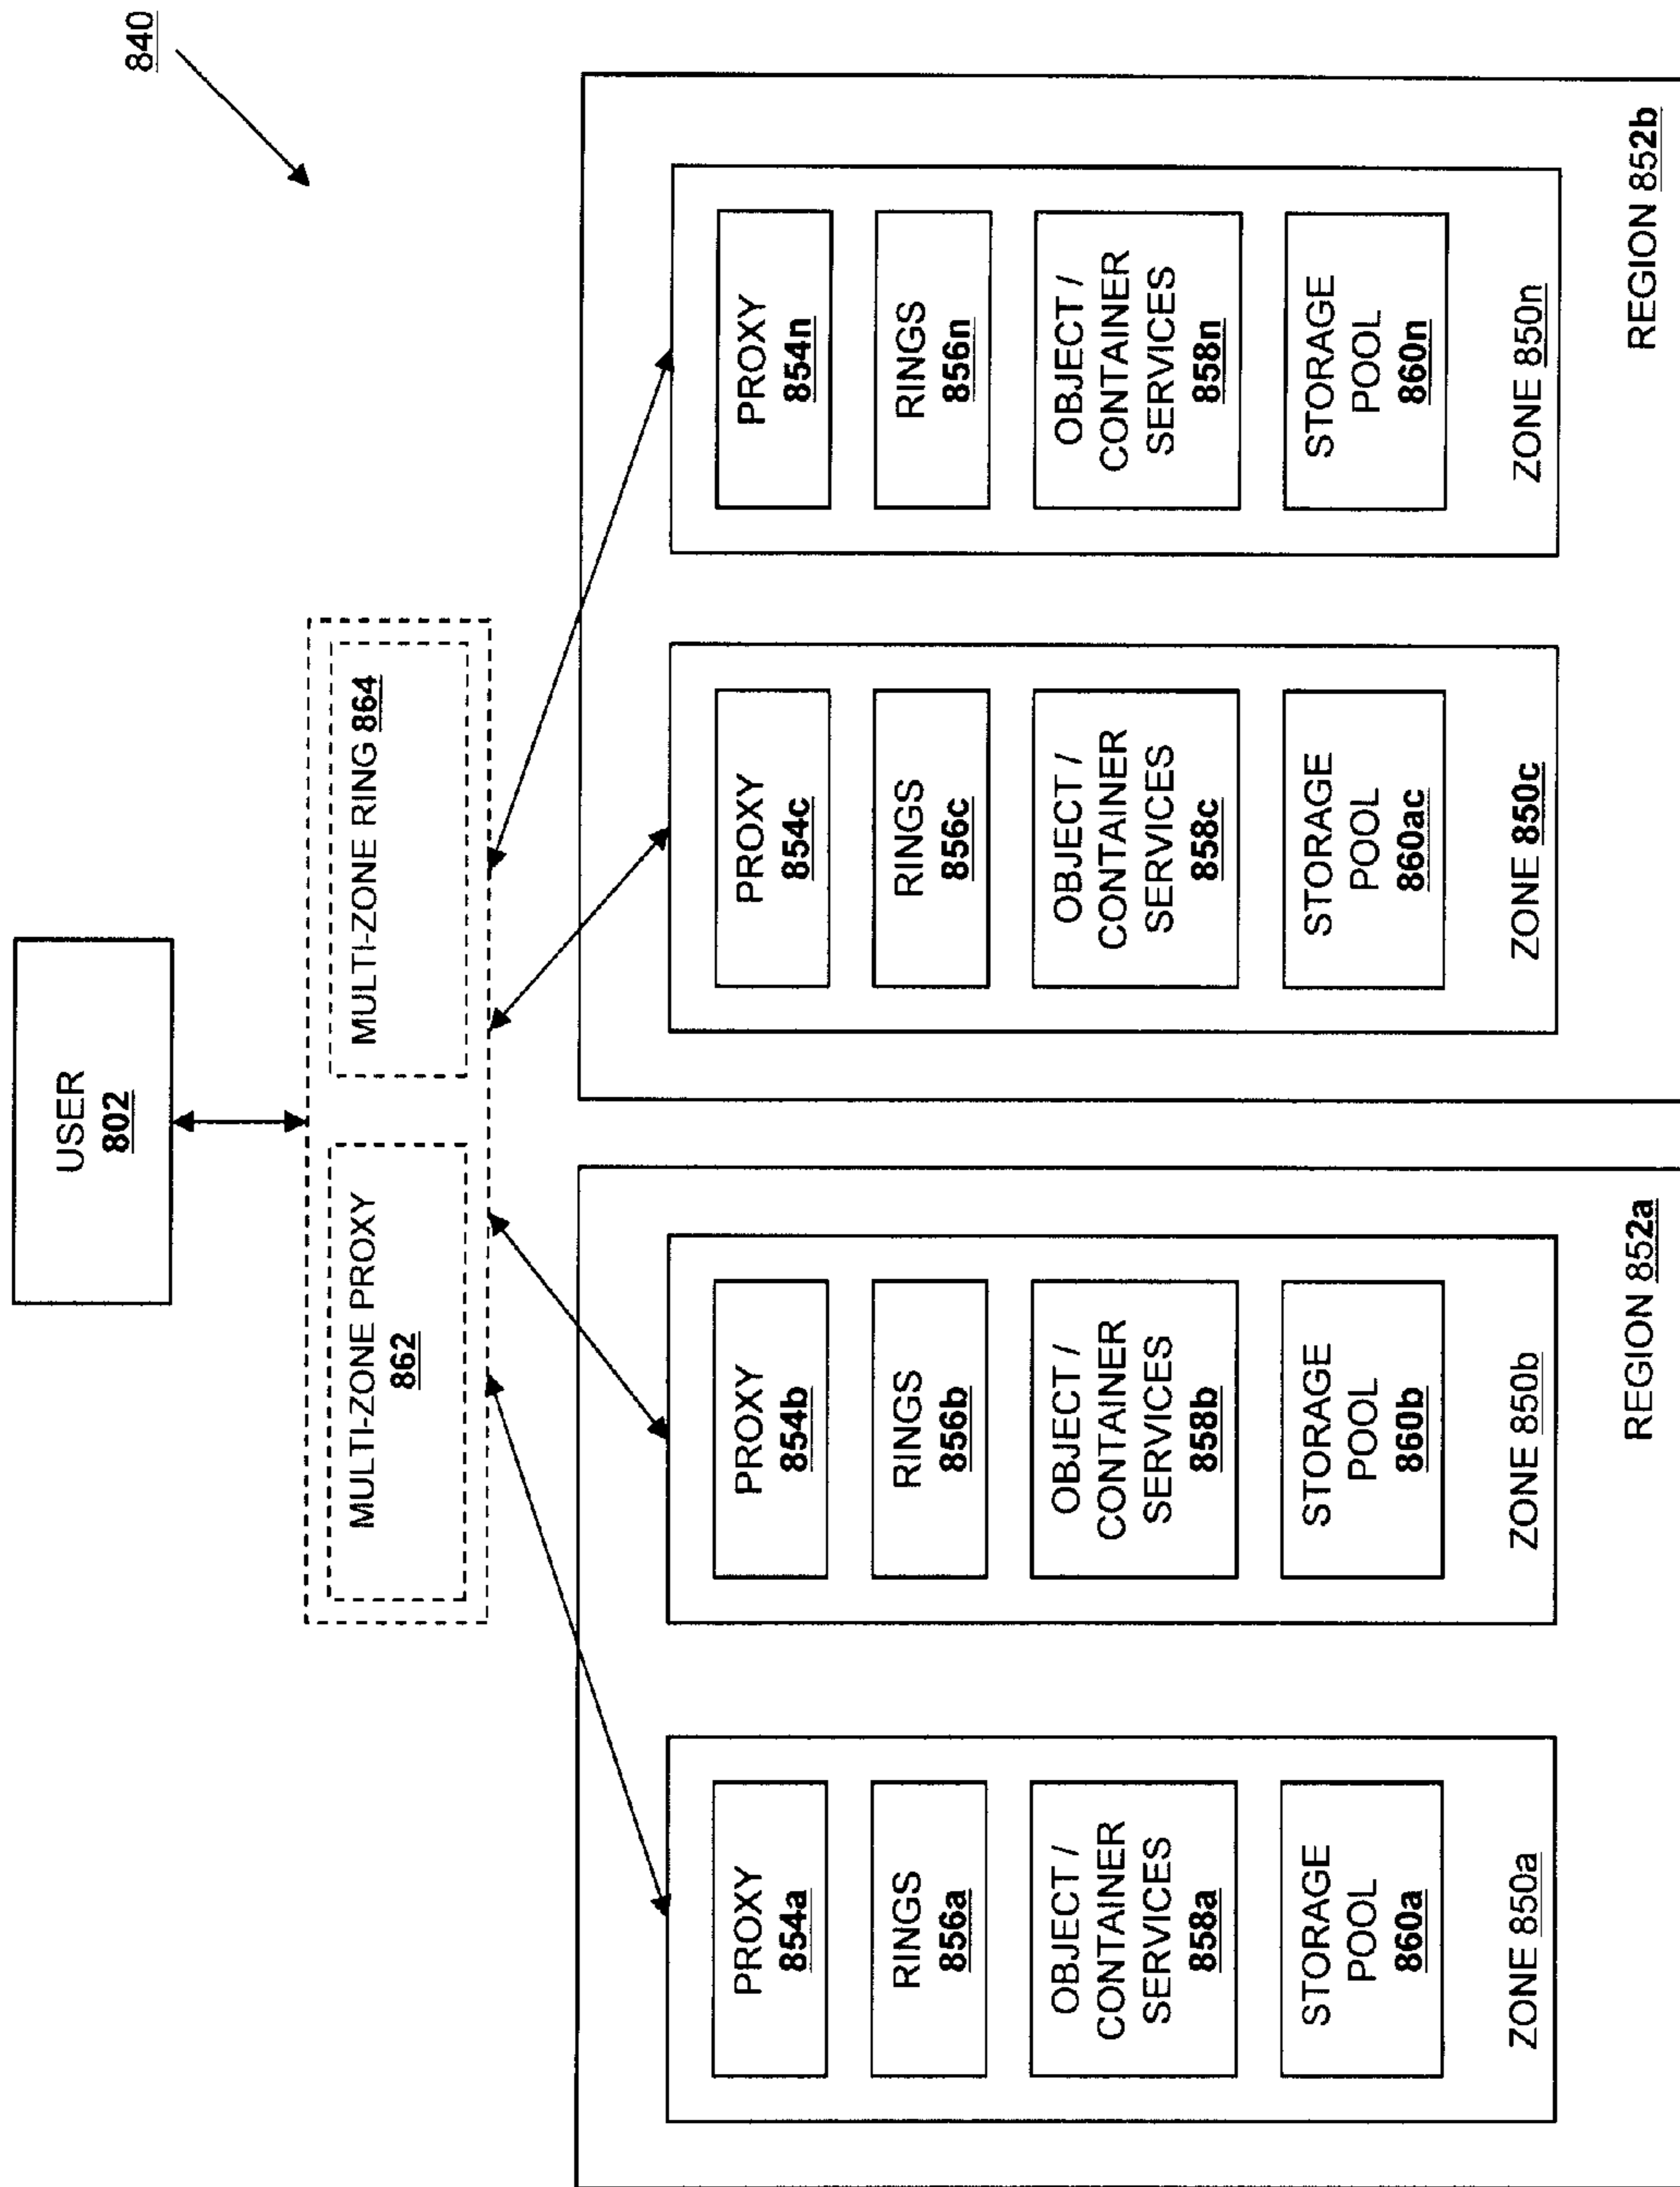 840
USER
802
MULTI-ZONE PROXY
862
MULTI-ZONE RING 864
PROXY
854a
RINGS
856a
OBJECT /
CONTAINER
SERVICES
858a
STORAGE
POOL
860a
ZONE 850a
PROXY
854b
RINGS
856b
OBJECT /
CONTAINER
SERVICES
858b
STORAGE
POOL
860b
ZONE 850b
REGION 852a
PROXY
854c
RINGS
856c
OBJECT /
CONTAINER
SERVICES
858c
STORAGE
POOL
860ac
ZONE 850c
PROXY
854n
RINGS
856n
OBJECT /
CONTAINER
SERVICES
858n
STORAGE
POOL
860n
ZONE 850n
REGION 852b